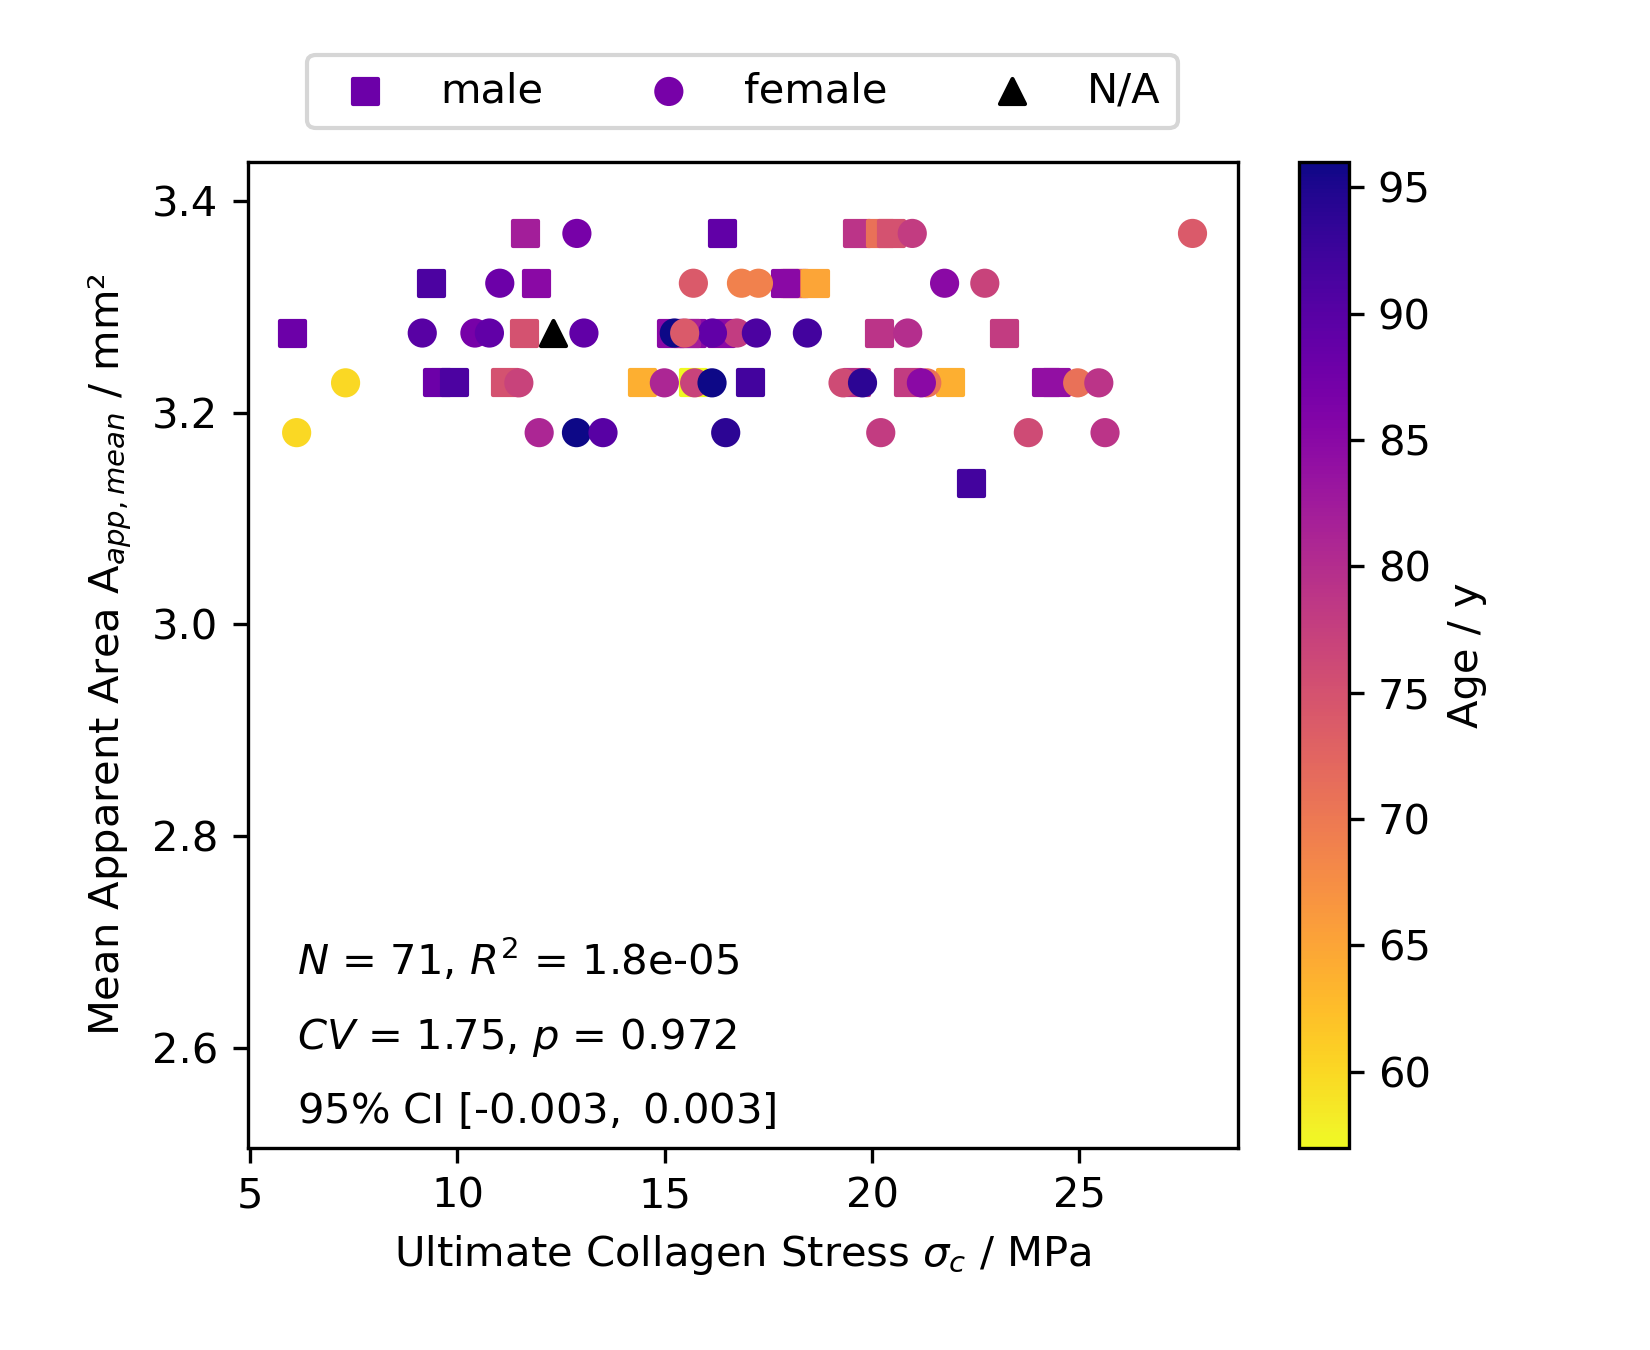 male female N/A
3.4
3.2
3.0
2.8
2.6
Mean Apparent Area A_app,mean / mm²
N = 71, R² = 1.8e-05
CV = 1.75, p = 0.972
95% CI [-0.003, 0.003]
5 10 15 20 25
Ultimate Collagen Stress σ_c / MPa
95
90
85
80
75
70
65
60
Age / y